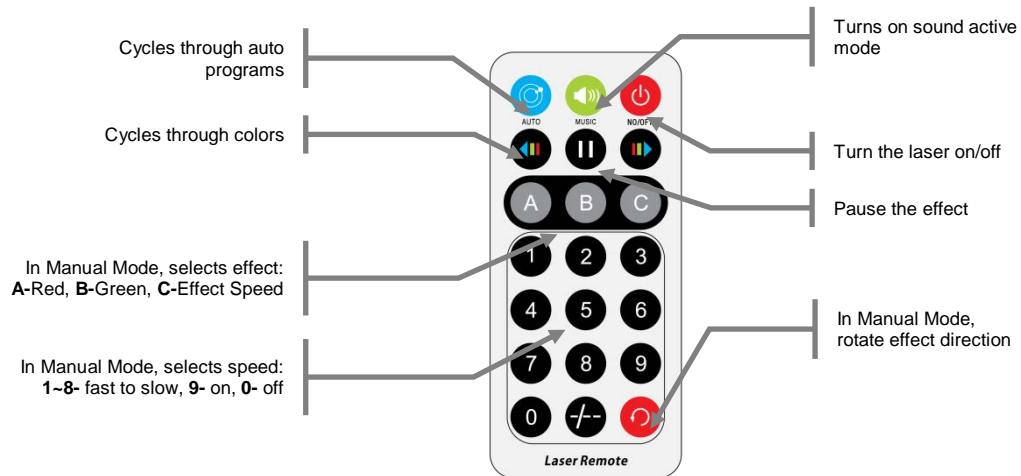 Cycles through auto
programs
Turns on sound active
mode
Cycles through colors
Turn the laser on/off
Pause the effect
In Manual Mode, selects effect:
A-Red, B-Green, C-Effect Speed
In Manual Mode, selects speed:
1~8- fast to slow, 9- on, 0- off
In Manual Mode,
rotate effect direction
AUTO MUSIC NO/OFF
A B C
1 2 3
4 5 6
7 8 9
0 -/--
Laser Remote